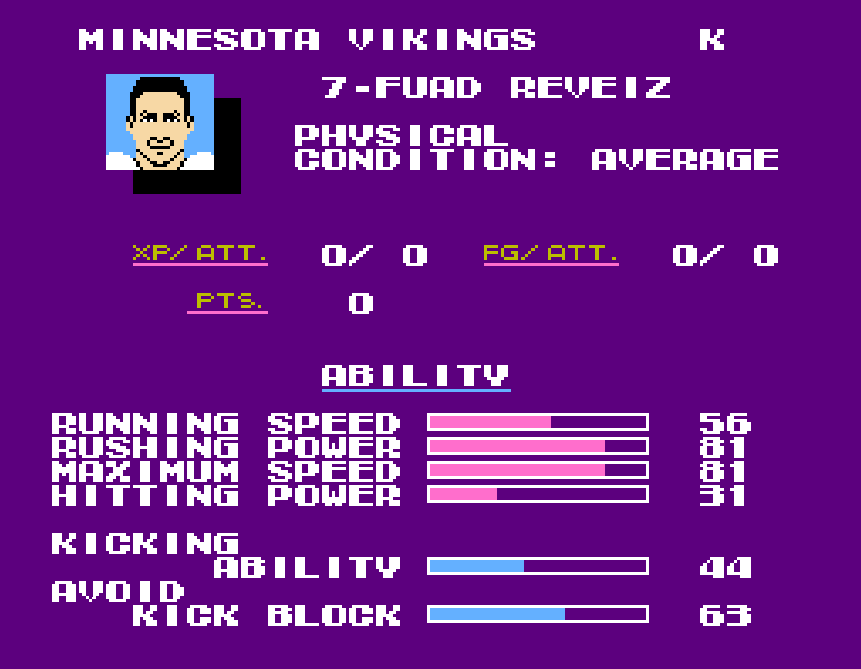 MINNESOTA VIKINGS K
7-FUAD REVEIZ
PHYSICAL
CONDITION: AVERAGE
XP/ATT. 0/ 0 FG/ATT. 0/ 0
PTS. 0
ABILITY
RUNNING SPEED 56
RUSHING POWER 81
MAXIMUM SPEED 81
HITTING POWER 31
KICKING
ABILITY 44
AVOID
KICK BLOCK 63